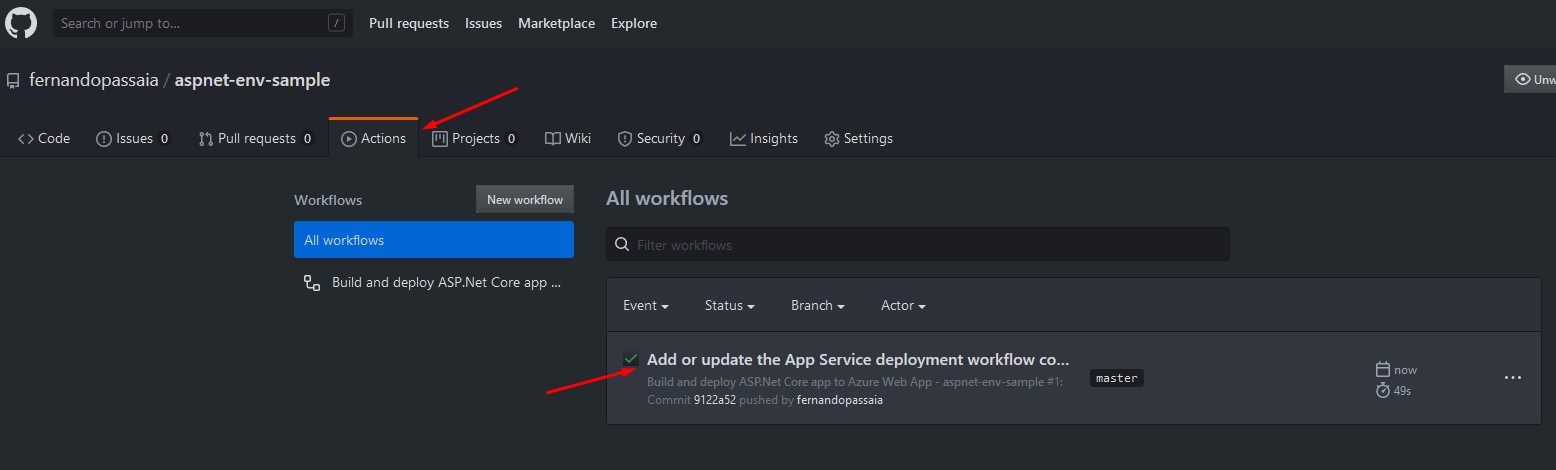 Search or jump to... /
Pull requests Issues Marketplace Explore
fernandopassaia / aspnet-env-sample
Unw
Code Issues 0 Pull requests 0 Actions Projects 0 Wiki Security 0 Insights Settings
Workflows New workflow
All workflows
Build and deploy ASP.Net Core app ...
All workflows
Filter workflows
Event Status Branch Actor
Add or update the App Service deployment workflow co...
Build and deploy ASP.Net Core app to Azure Web App - aspnet-env-sample #1:
Commit 9122a52 pushed by fernandopassaia
master
now
49s